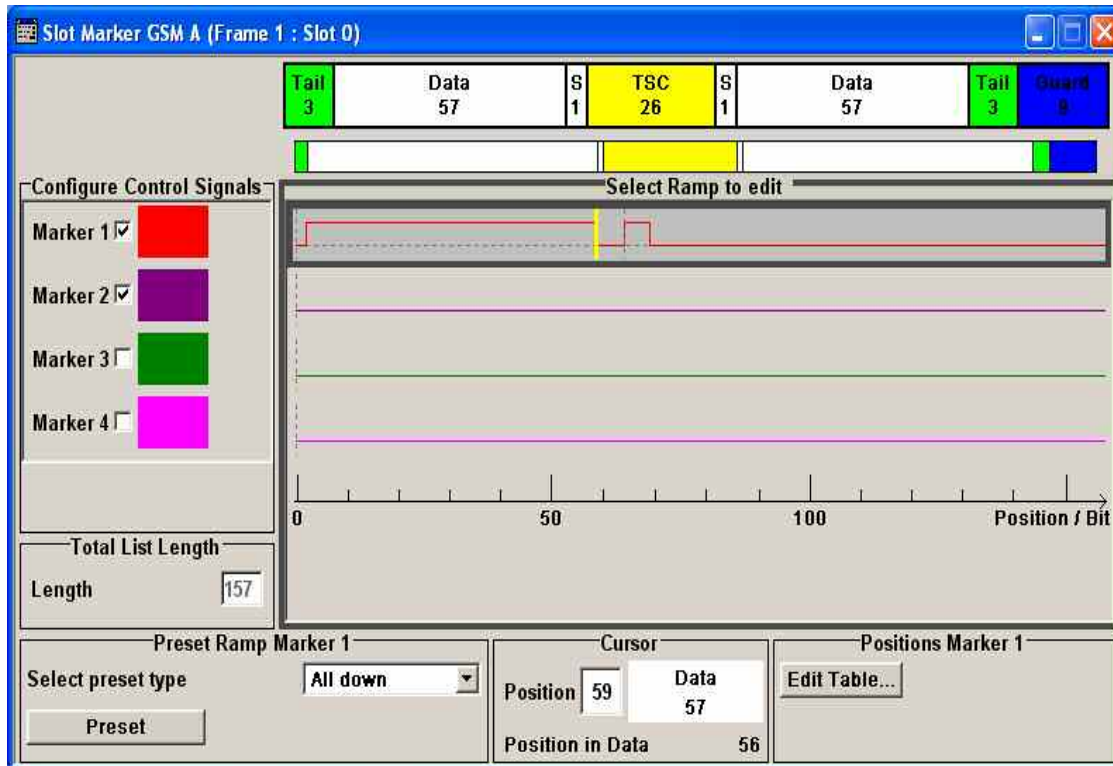 Slot Marker GSM A (Frame 1 : Slot 0)
Tail Data S TSC S Data Tail Guard
3 57 1 26 1 57 3 9
Configure Control Signals
Select Ramp to edit
Marker 1
Marker 2
Marker 3
Marker 4
0 50 100 Position / Bit
Total List Length
Length 157
Preset Ramp Marker 1
Select preset type All down
Preset
Cursor
Position 59 Data
57
Position in Data 56
Positions Marker 1
Edit Table...